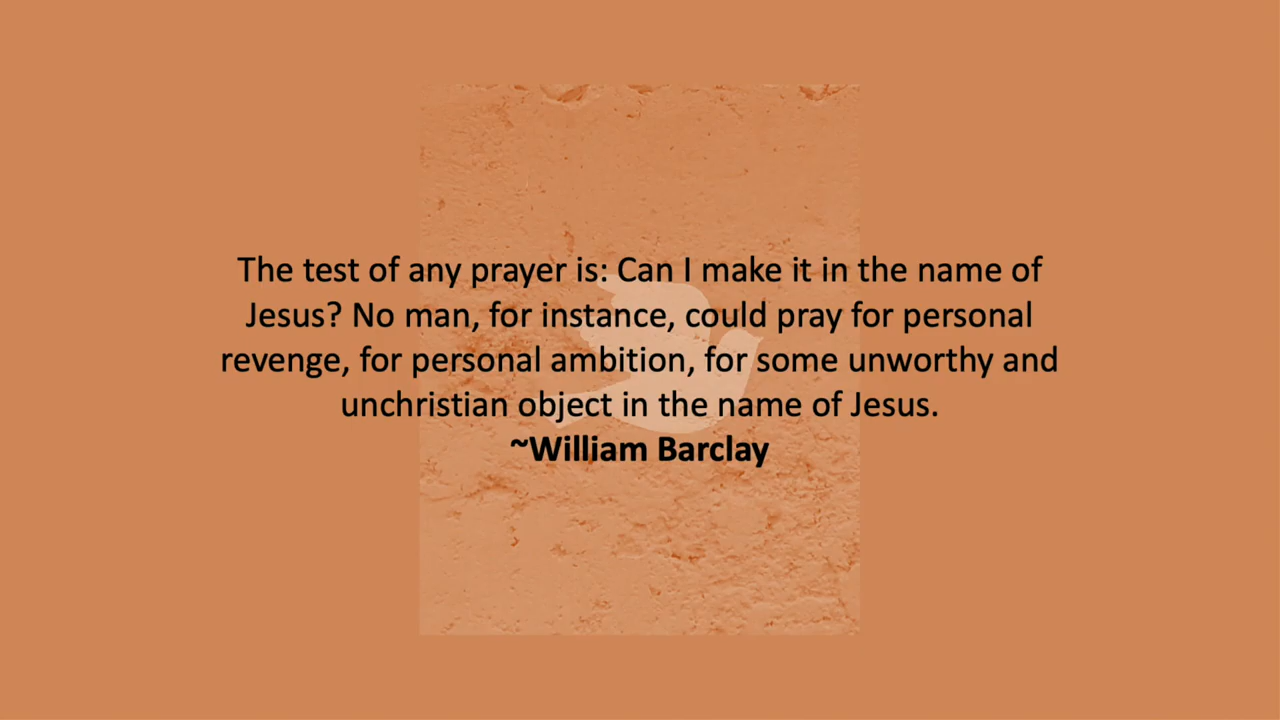 The test of any prayer is: Can I make it in the name of
Jesus? No man, for instance, could pray for personal
revenge, for personal ambition, for some unworthy and
unchristian object in the name of Jesus.
~William Barclay